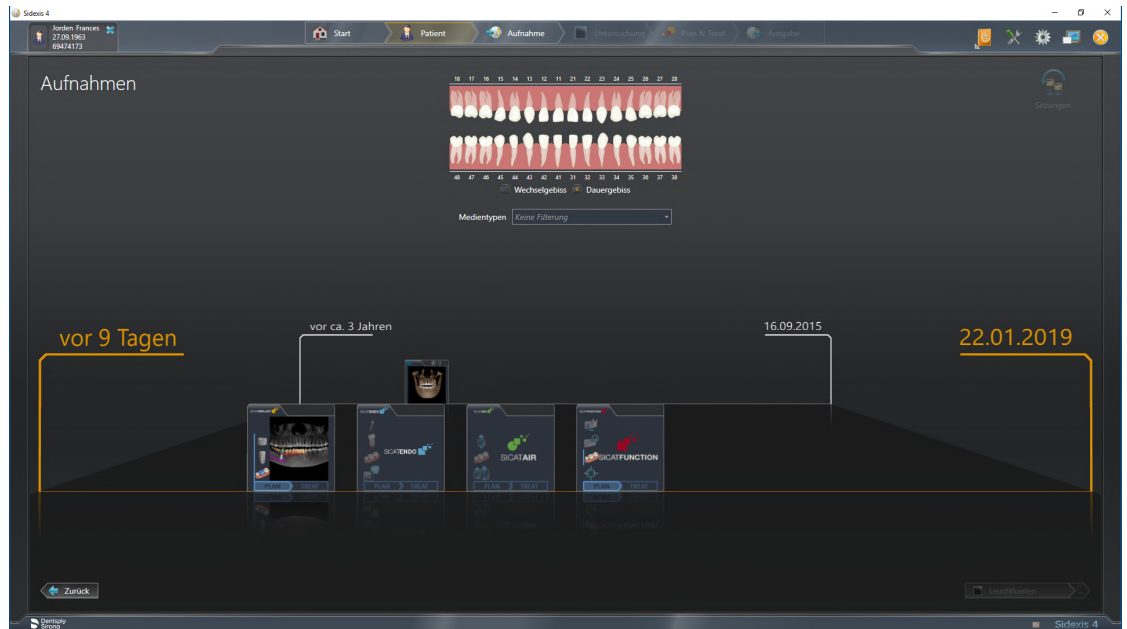 Sidexis 4
Jorden Frances
27.09.1963
69474173
Start
Patient
Aufnahme
Untersuchung
Plan & Treat
Ausgabe
Aufnahmen
Sitzungen
18 17 16 15 14 13 12 11 21 22 23 24 25 26 27 28
48 47 46 45 44 43 42 41 31 32 33 34 35 36 37 38
Wechselgebiss Dauergebiss
Medientypen Keine Filterung
vor 9 Tagen
vor ca. 3 Jahren
16.09.2015
22.01.2019
SICATIMPLANT
SICATENDO
SICATAIR
SICATFUNCTION
SICATENDO
SICATAIR
SICATFUNCTION
PLAN TREAT
PLAN TREAT
PLAN TREAT
PLAN TREAT
Zurück
Leuchtkasten
Dentsply
Sirona
Sidexis 4